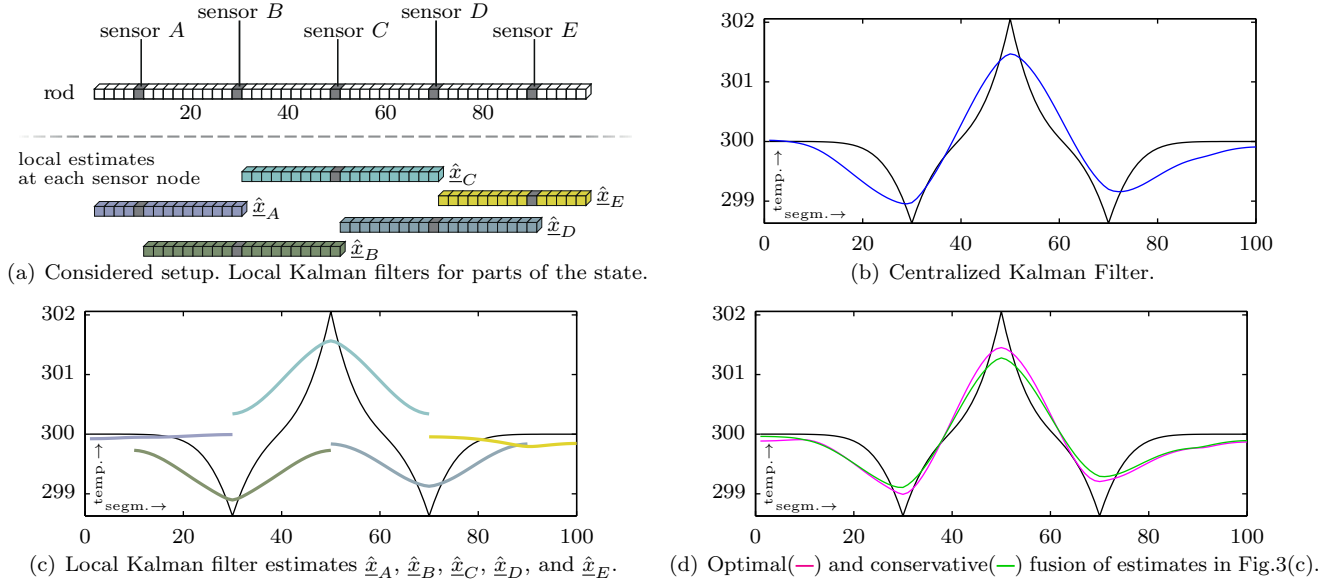 sensor B
sensor D
sensor A
sensor C
sensor E
rod
20
40
60
80
local estimates
at each sensor node
x̂_C
x̂_E
x̂_A
x̂_D
x̂_B
(a) Considered setup. Local Kalman filters for parts of the state.
302
301
300
299
temp.→
segm.→
0 20 40 60 80 100
(b) Centralized Kalman Filter.
302
301
300
299
temp.→
segm.→
0 20 40 60 80 100
(c) Local Kalman filter estimates x̂_A, x̂_B, x̂_C, x̂_D, and x̂_E.
302
301
300
299
temp.→
segm.→
0 20 40 60 80 100
(d) Optimal(—) and conservative(—) fusion of estimates in Fig.3(c).